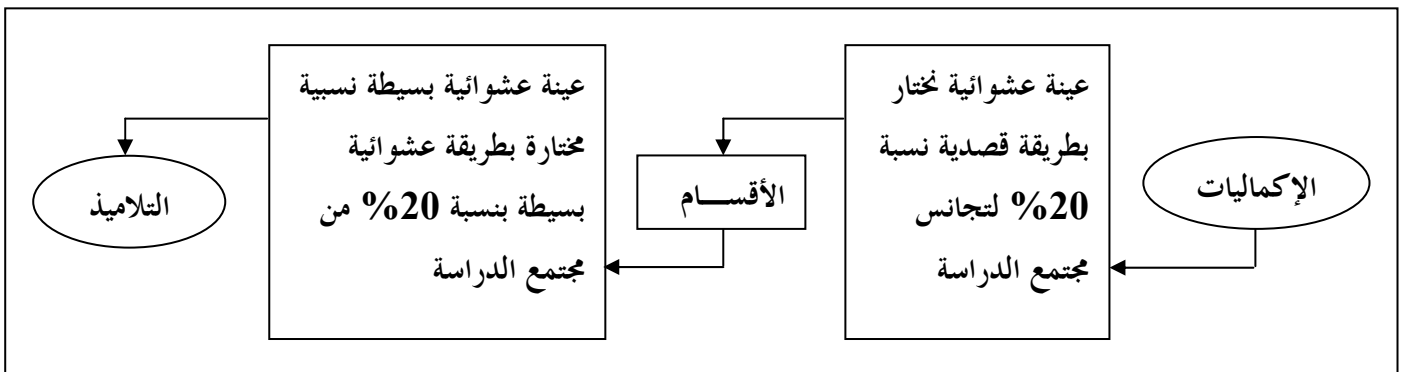 الإكماليات
عينة عشوائية نختار
بطريقة قصدية نسبة
20% لتجانس
مجتمع الدراسة
الأقســـام
عينة عشوائية بسيطة نسبية
مختارة بطريقة عشوائية
بسيطة بنسبة 20% من
مجتمع الدراسة
التلاميذ